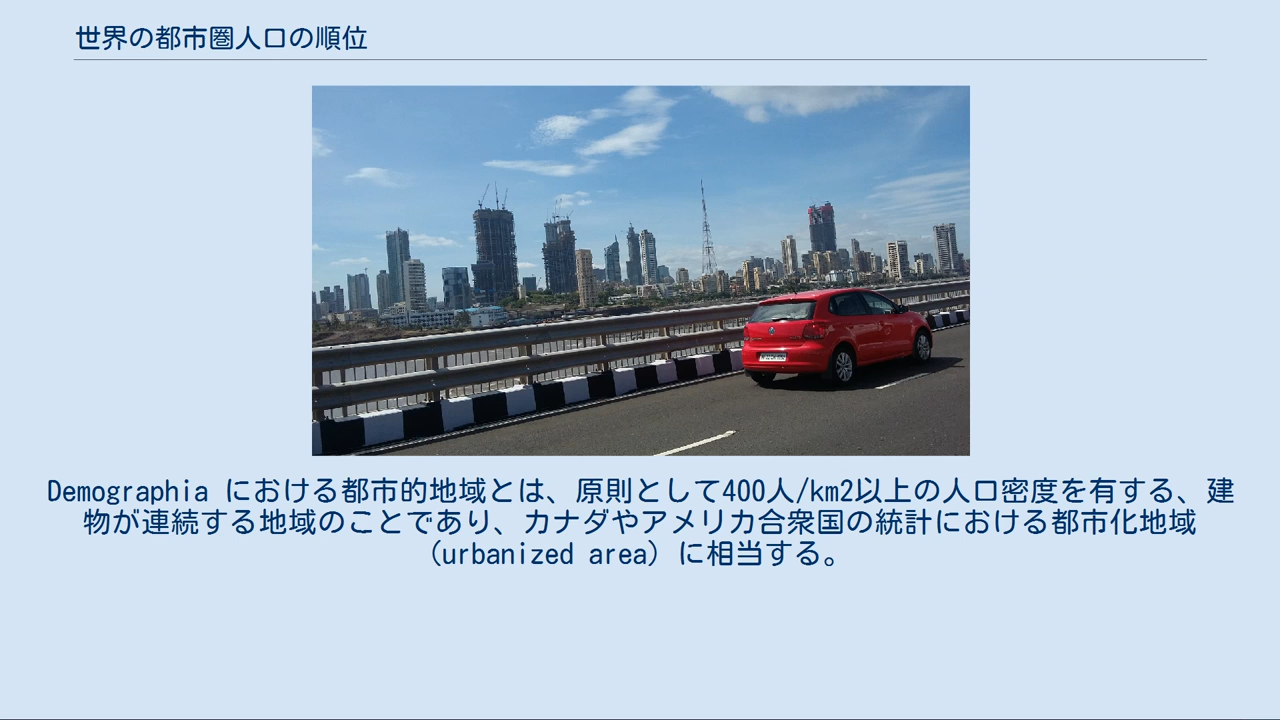 世界の都市圏人口の順位
Demographia における都市的地域とは、原則として400人/km2以上の人口密度を有する、建
物が連続する地域のことであり、カナダやアメリカ合衆国の統計における都市化地域
（urbanized area）に相当する。